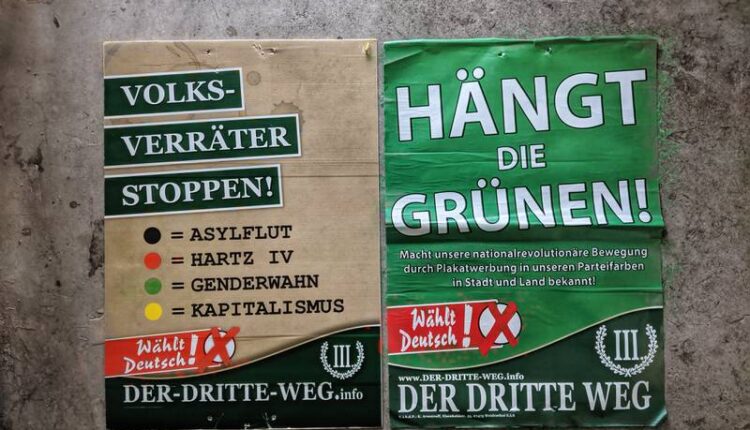 VOLKS-
VERRÄTER
STOPPEN!
= ASYLFLUT
= HARTZ IV
= GENDERWAHN
= KAPITALISMUS
Wählt
Deutsch!
III
DER-DRITTE-WEG.info
HÄNGT
DIE
GRÜNEN!
Macht unsere nationalrevolutionäre Bewegung
durch Plakatwerbung in unseren Parteifarben
in Stadt und Land bekannt!
Wählt
Deutsch!
III
www.DER-DRITTE-WEG.info
DER DRITTE WEG